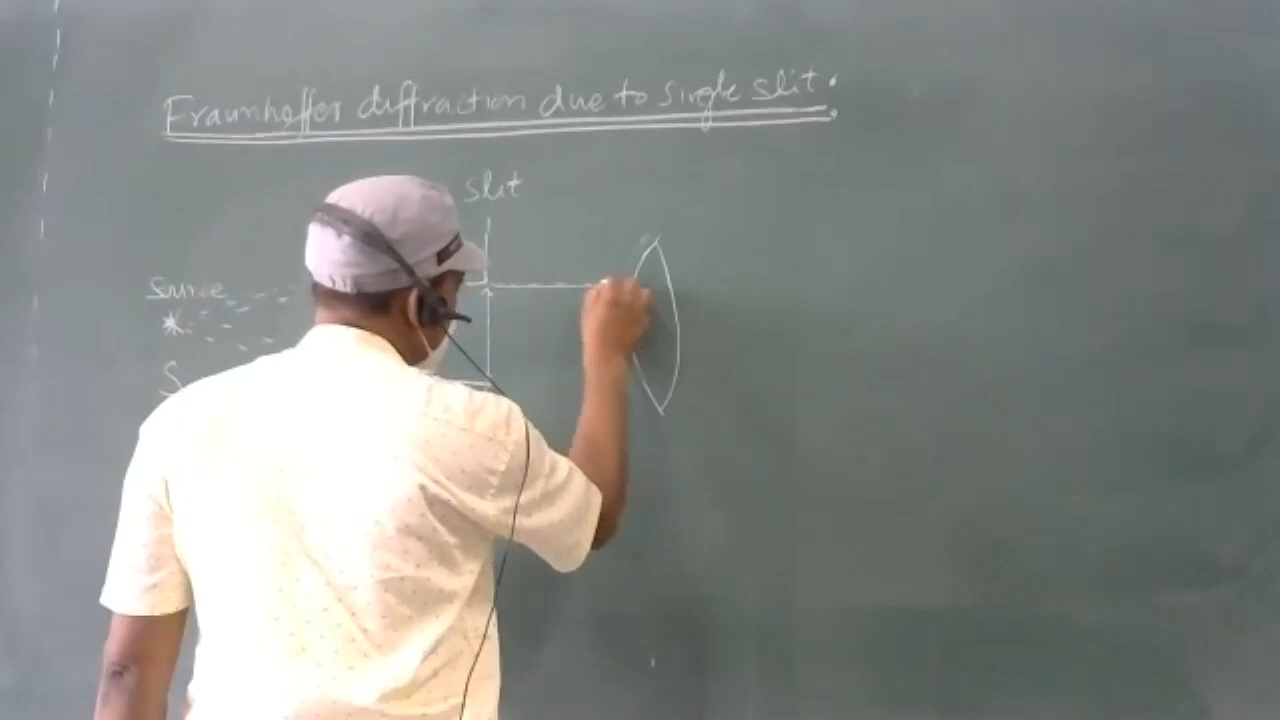 Fraunhoffer diffraction due to single slit:
slit
Source
S